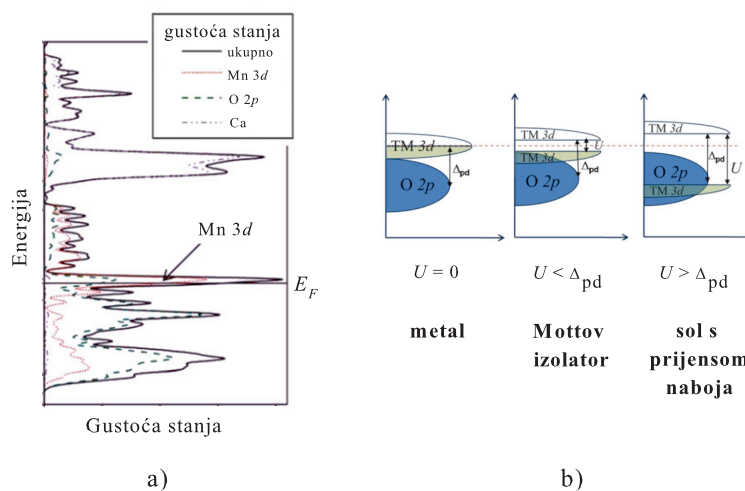 gustoća stanja
ukupno
Mn 3d
O 2p
Ca
Energija
Mn 3d
E_F
Gustoća stanja
a)
TM 3d
O 2p
Δpd
U = 0
metal
TM 3d
U
TM 3d
Δpd
O 2p
U < Δpd
Mottov
izolator
TM 3d
O 2p
Δpd
U
TM 3d
U > Δpd
sol s
prijensom
naboja
b)